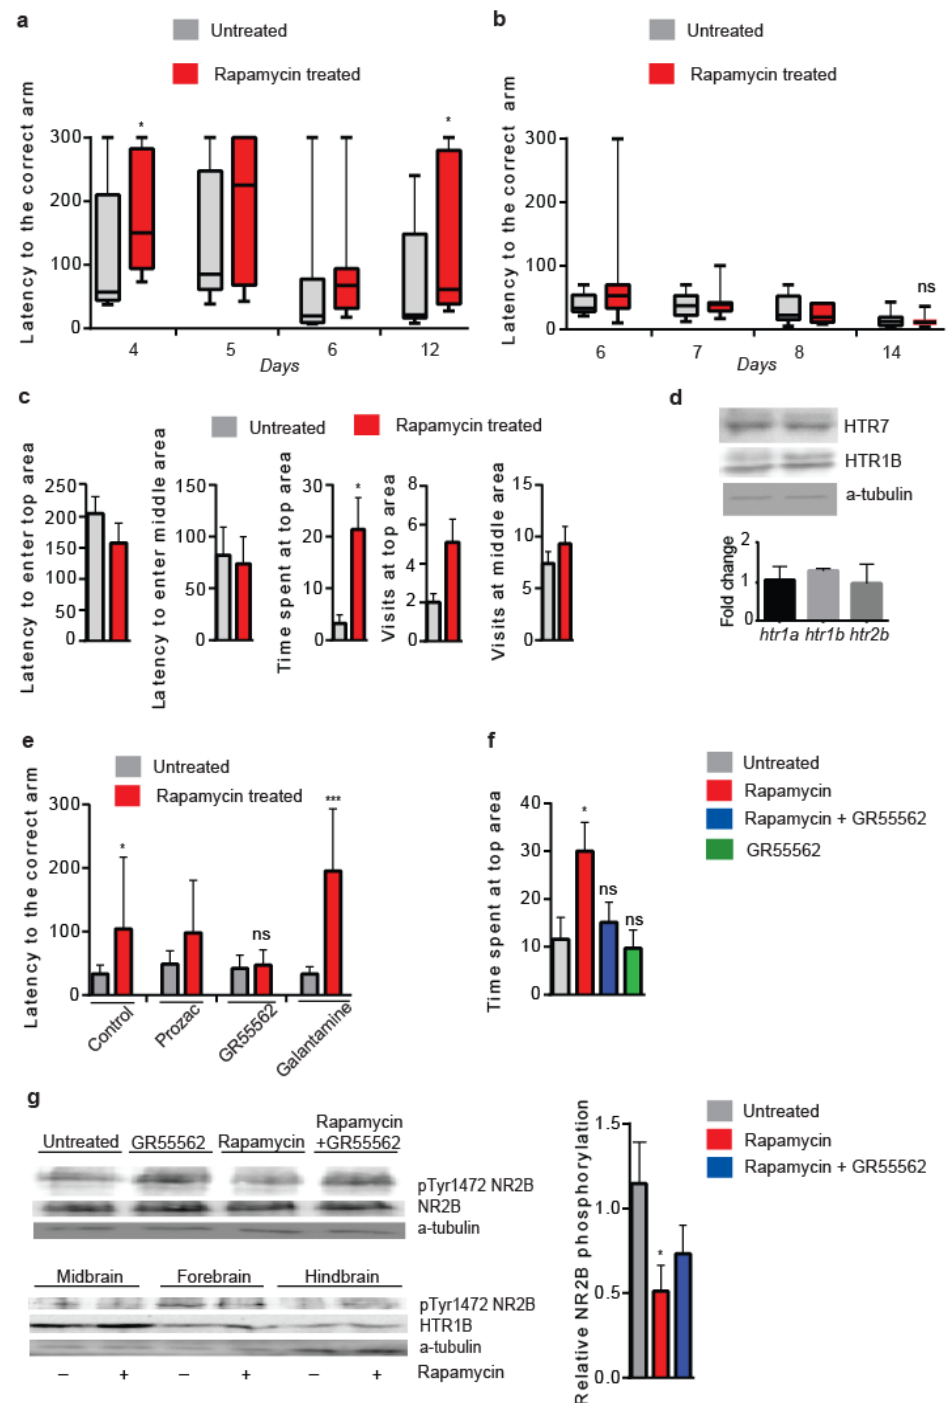 a
Untreated
Rapamycin treated
Latency to the correct arm
300
200
100
0
*
*
4 5 6 12
Days
b
Untreated
Rapamycin treated
Latency to the correct arm
300
200
100
0
ns
6 7 8 14
Days
c
Untreated
Rapamycin treated
Latency to enter top area
250
200
150
100
50
0
Latency to enter middle area
150
100
50
0
Time spent at top area
30
20
10
0
*
Visits at top area
8
6
4
2
0
Visits at middle area
15
10
5
0
d
HTR7
HTR1B
a-tubulin
Fold change
2
1
0
htr1a htr1b htr2b
e
Untreated
Rapamycin treated
Latency to the correct arm
300
200
100
0
*
ns
***
Control
Prozac
GR55562
Galantamine
f
Untreated
Rapamycin
Rapamycin + GR55562
GR55562
Time spent at top area
40
30
20
10
0
*
ns
ns
g
Untreated GR55562 Rapamycin Rapamycin
+GR55562
pTyr1472 NR2B
NR2B
a-tubulin
Midbrain Forebrain Hindbrain
pTyr1472 NR2B
HTR1B
a-tubulin
– + – + – + Rapamycin
Untreated
Rapamycin
Rapamycin + GR55562
Relative NR2B phosphorylation
1.5
1.0
0.5
0.0
*